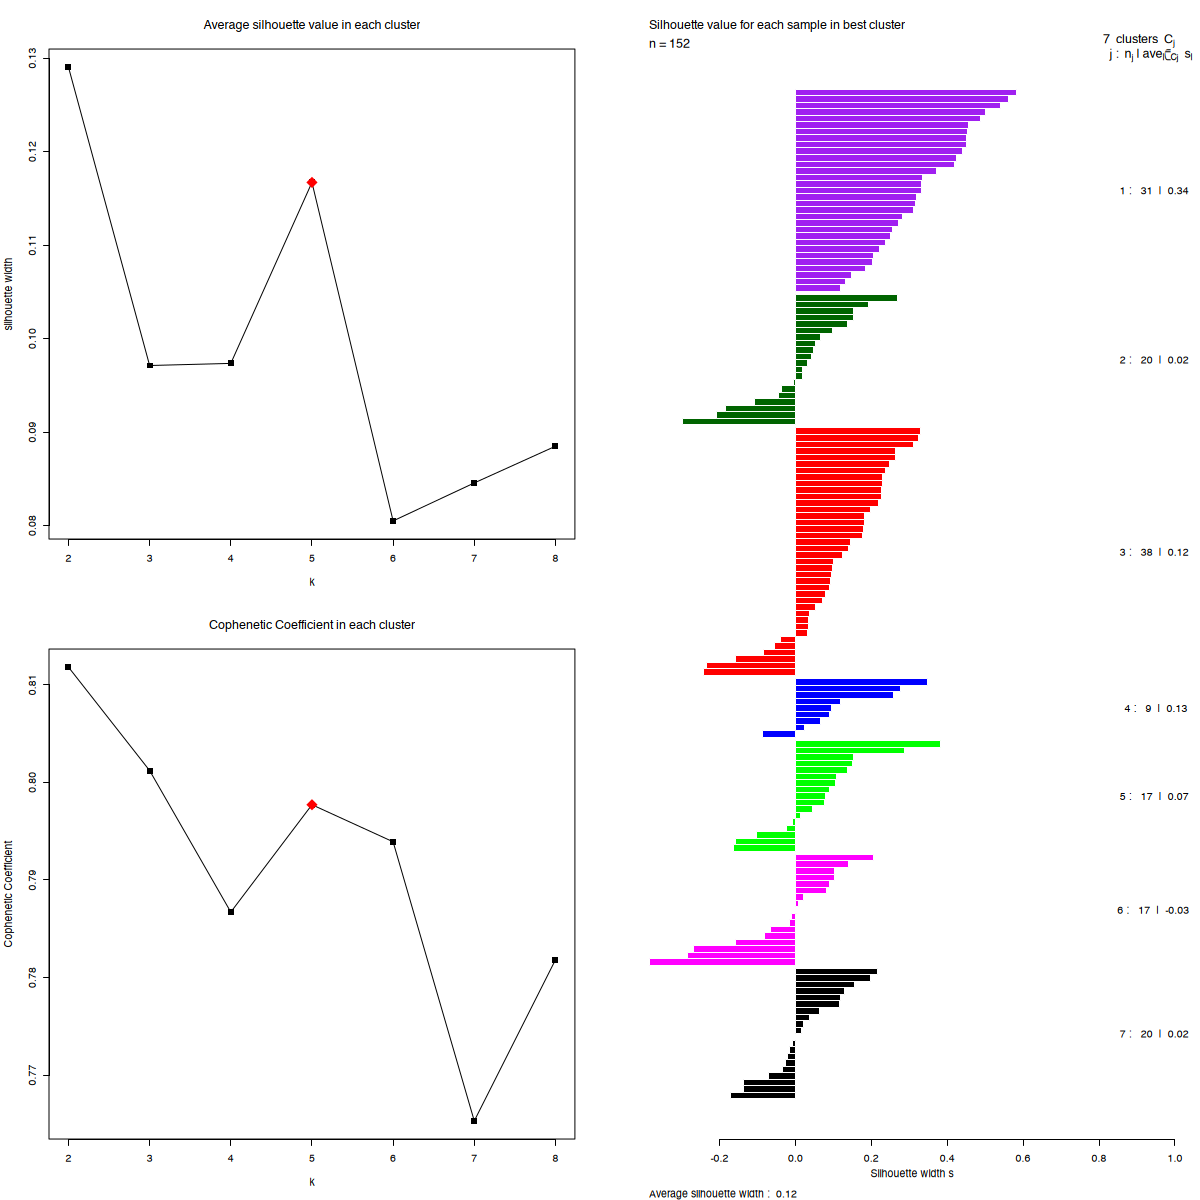 Average silhouette value in each cluster
silhouette width
0.13
0.12
0.11
0.10
0.09
0.08
2 3 4 5 6 7 8
k
Cophenetic Coefficient in each cluster
Cophenetic Coefficient
0.81
0.80
0.79
0.78
0.77
2 3 4 5 6 7 8
k
Silhouette value for each sample in best cluster
n = 152
7 clusters Cj
j : nj | avei∈Cj si
1 : 31 | 0.34
2 : 20 | 0.02
3 : 38 | 0.12
4 : 9 | 0.13
5 : 17 | 0.07
6 : 17 | -0.03
7 : 20 | 0.02
-0.2 0.0 0.2 0.4 0.6 0.8 1.0
Silhouette width s
Average silhouette width : 0.12